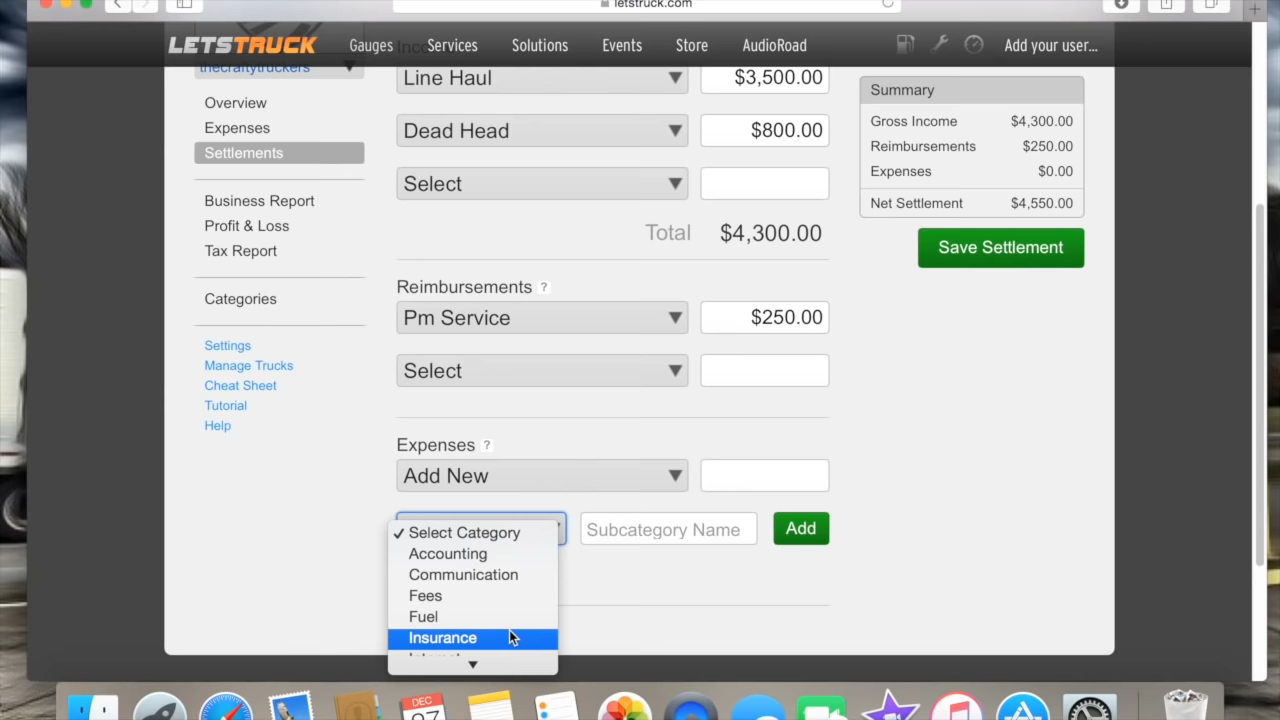 letstruck.com
LETSTRUCK
Gauges
Services
Solutions
Events
Store
AudioRoad
Add your user...
thecraftytruckers
Overview
Expenses
Settlements
Business Report
Profit & Loss
Tax Report
Categories
Settings
Manage Trucks
Cheat Sheet
Tutorial
Help
Line Haul $3,500.00
Dead Head $800.00
Select
Total $4,300.00
Reimbursements ?
Pm Service $250.00
Select
Expenses ?
Add New
Select Category
Accounting
Communication
Fees
Fuel
Insurance
Subcategory Name
Add
Summary
Gross Income $4,300.00
Reimbursements $250.00
Expenses $0.00
Net Settlement $4,550.00
Save Settlement
DEC